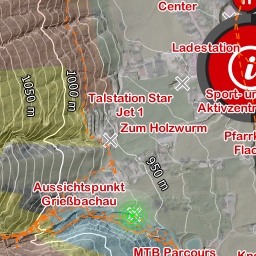 Center
Ladestation
1050 m
1000 m
Talstation Star
Jet 1
Sport- un
Aktivzentr
Zum Holzwurm
Pfarrk
Flac
950 m
Aussichtspunkt
Grießbachau
MTB Parcours